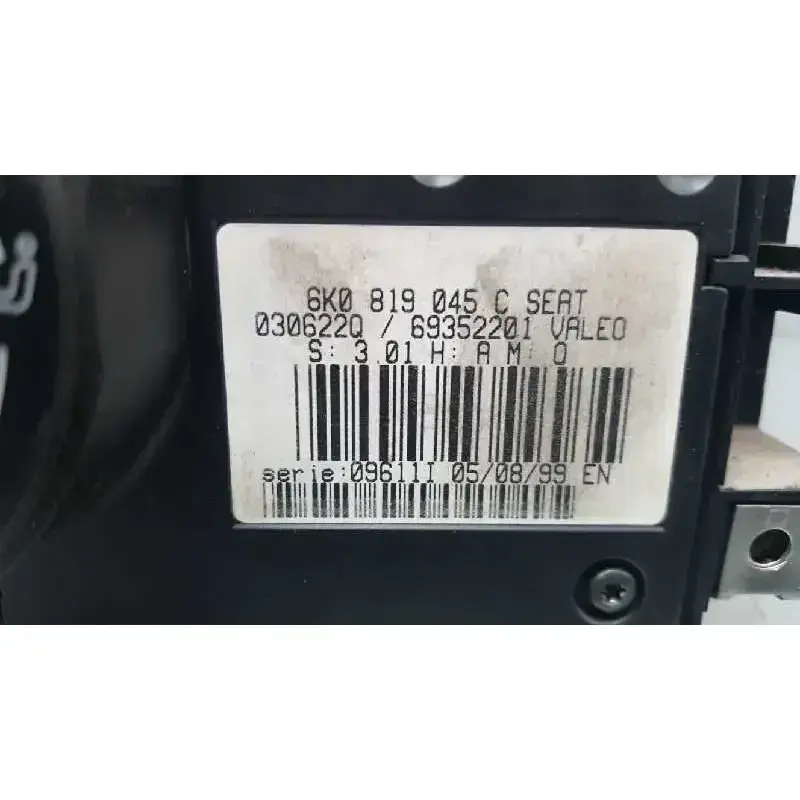 6K0 819 045 C SEAT
030622Q / 69352201 VALEO
S: 3.01 H: A M: 0
serie:09611I 05/08/99 EN